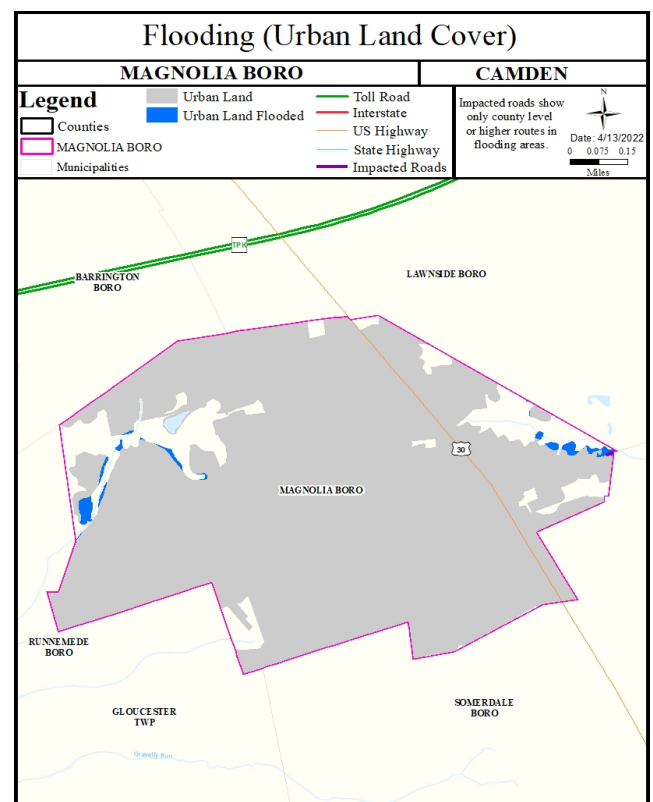 Flooding (Urban Land Cover)
MAGNOLIA BORO
CAMDEN
Legend
Counties
MAGNOLIA BORO
Municipalities
Urban Land
Urban Land Flooded
Toll Road
Interstate
US Highway
State Highway
Impacted Roads
Impacted roads show
only county level
or higher routes in
flooding areas.
N
Date: 4/13/2022
0 0.075 0.15
Miles
TPK
BARRINGTON
BORO
LAWNSIDE BORO
30
MAGNOLIA BORO
RUNNEMEDE
BORO
GLOUCESTER
TWP
SOMERDALE
BORO
Gravelly Run